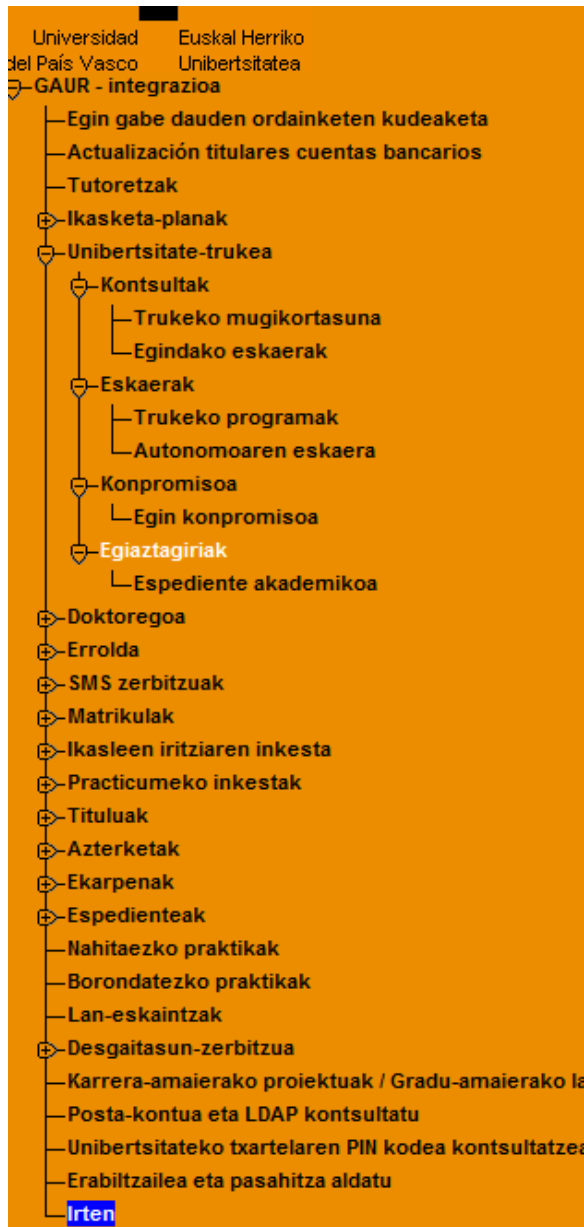 Universidad Euskal Herriko
del País Vasco Unibertsitatea
GAUR - integrazioa
Egin gabe dauden ordainketen kudeaketa
Actualización titulares cuentas bancarios
Tutoretzak
Ikasketa-planak
Unibertsitate-trukea
Kontsultak
Trukeko mugikortasuna
Egindako eskaerak
Eskaerak
Trukeko programak
Autonomoaren eskaera
Konpromisoa
Egin konpromisoa
Egiaztagiriak
Espediente akademikoa
Doktoregoa
Errolda
SMS zerbitzuak
Matrikulak
Ikasleen iritziaren inkesta
Practicumeko inkestak
Tituluak
Azterketak
Ekarpenak
Espedienteak
Nahitaezko praktikak
Borondatezko praktikak
Lan-eskaintzak
Desgaitasun-zerbitzua
Karrera-amaierako proiektuak / Gradu-amaierako la
Posta-kontua eta LDAP kontsultatu
Unibertsitateko txartelaren PIN kodea kontsultatzea
Erabiltzailea eta pasahitza aldatu
Irten